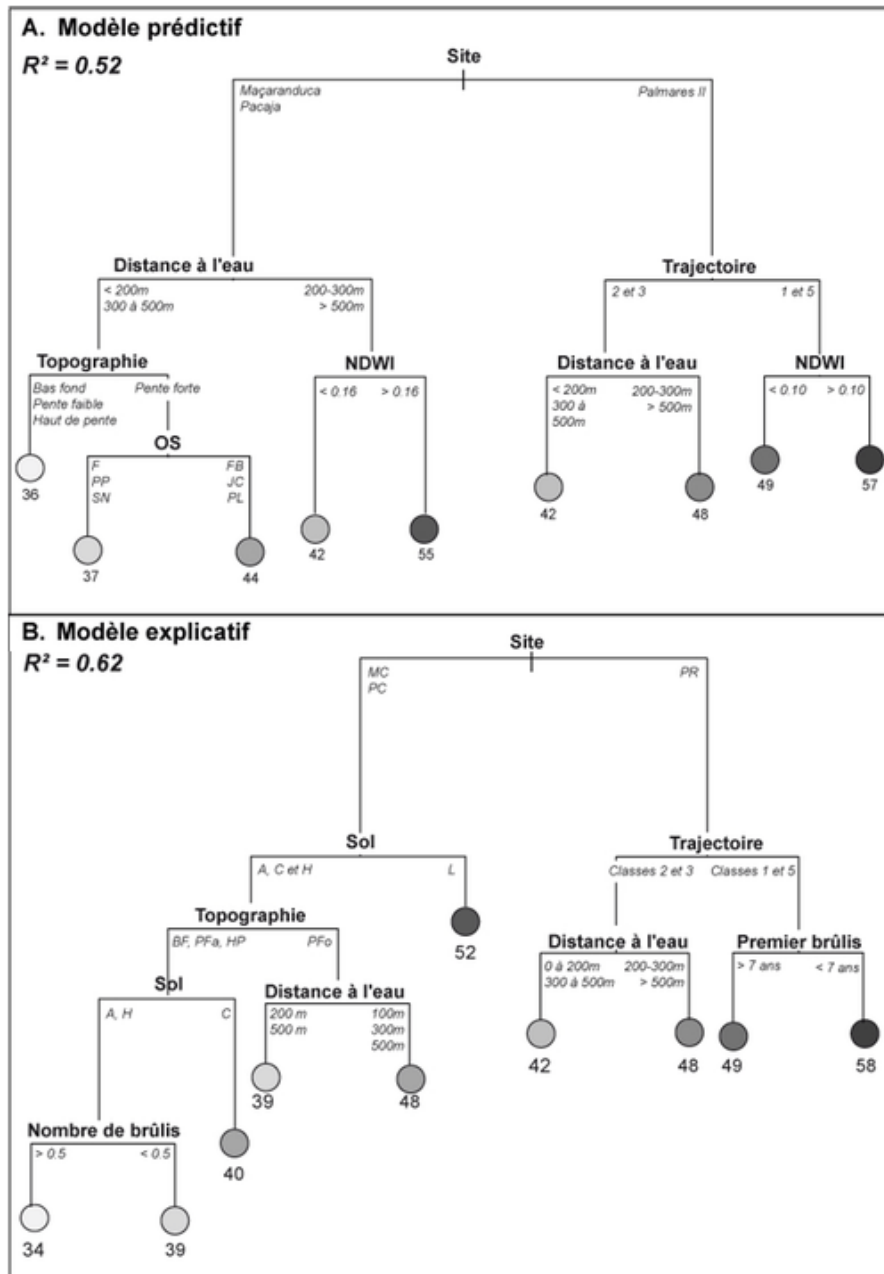 A. Modèle prédictif
R² = 0.52
Site
Maçaranduca
Pacaja
Palmares II
Distance à l'eau
< 200m
300 à 500m
200-300m
> 500m
Trajectoire
2 et 3
1 et 5
Topographie
Bas fond
Pente faible
Haut de pente
Pente forte
NDWI
< 0.16
> 0.16
Distance à l'eau
< 200m
300 à
500m
200-300m
> 500m
NDWI
< 0.10
> 0.10
OS
F
PP
SN
FB
JC
PL
36
37
44
42
55
42
48
49
57
B. Modèle explicatif
R² = 0.62
Site
MC
PC
PR
Sol
A, C et H
L
Trajectoire
Classes 2 et 3
Classes 1 et 5
Topographie
BF, PFa, HP
PFo
52
Distance à l'eau
0 à 200m
300 à 500m
200-300m
> 500m
Premier brûlis
> 7 ans
< 7 ans
Sol
A, H
C
Distance à l'eau
200 m
500 m
100m
300m
500m
42
48
49
58
39
48
Nombre de brûlis
> 0.5
< 0.5
40
34
39